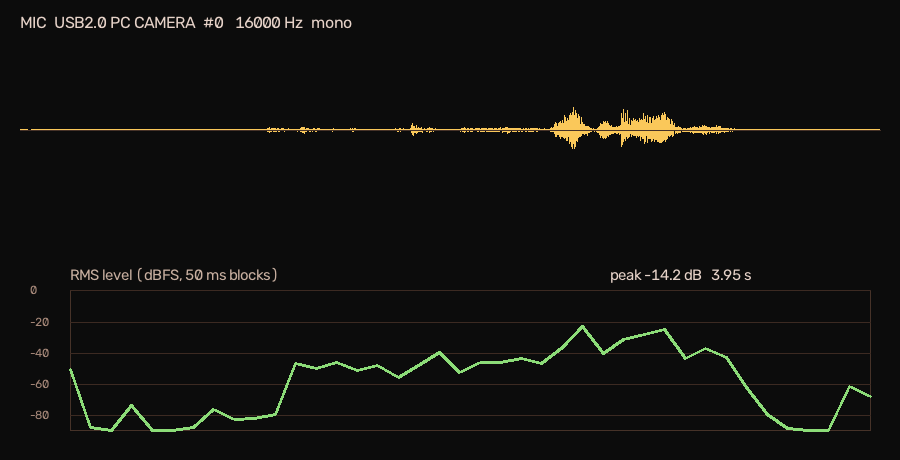 MIC USB2.0 PC CAMERA #0 16000 Hz mono
RMS level (dBFS, 50 ms blocks)
peak -14.2 dB 3.95 s
0
-20
-40
-60
-80